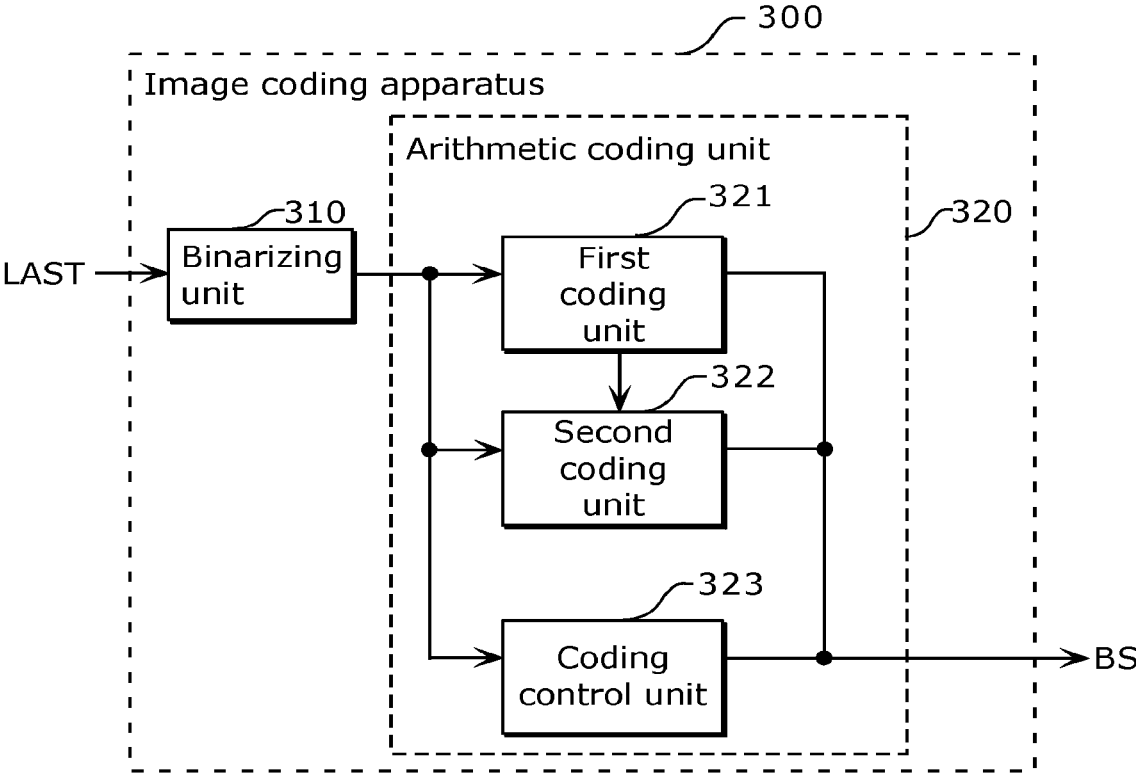 300
Image coding apparatus
Arithmetic coding unit
321
310
320
LAST
Binarizing
unit
First
coding
unit
322
Second
coding
unit
323
Coding
control unit
BS